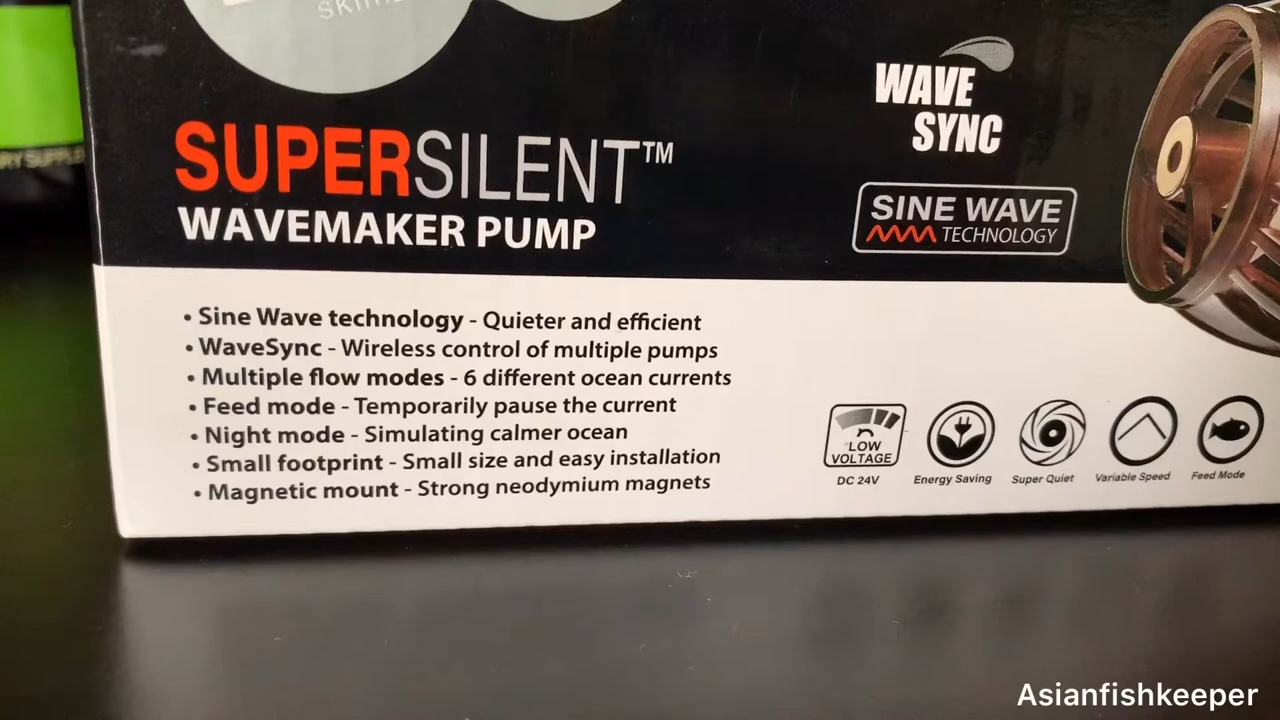 SUPERSILENT™
WAVEMAKER PUMP
WAVE
SYNC
SINE WAVE
TECHNOLOGY
• Sine Wave technology - Quieter and efficient
• WaveSync - Wireless control of multiple pumps
• Multiple flow modes - 6 different ocean currents
• Feed mode - Temporarily pause the current
• Night mode - Simulating calmer ocean
• Small footprint - Small size and easy installation
• Magnetic mount - Strong neodymium magnets
LOW
VOLTAGE
DC 24V
Energy Saving
Super Quiet
Variable Speed
Feed Mode
Asianfishkeeper